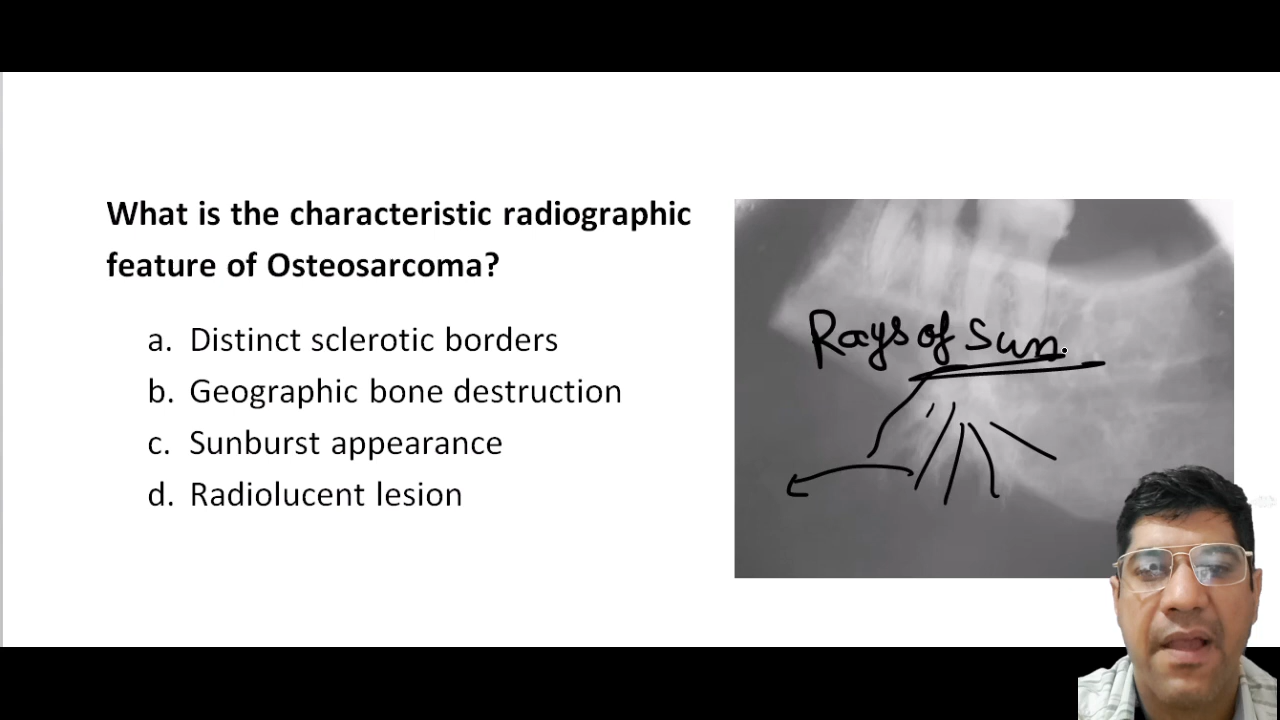 What is the characteristic radiographic
feature of Osteosarcoma?
a. Distinct sclerotic borders
b. Geographic bone destruction
c. Sunburst appearance
d. Radiolucent lesion
Rays of Sun